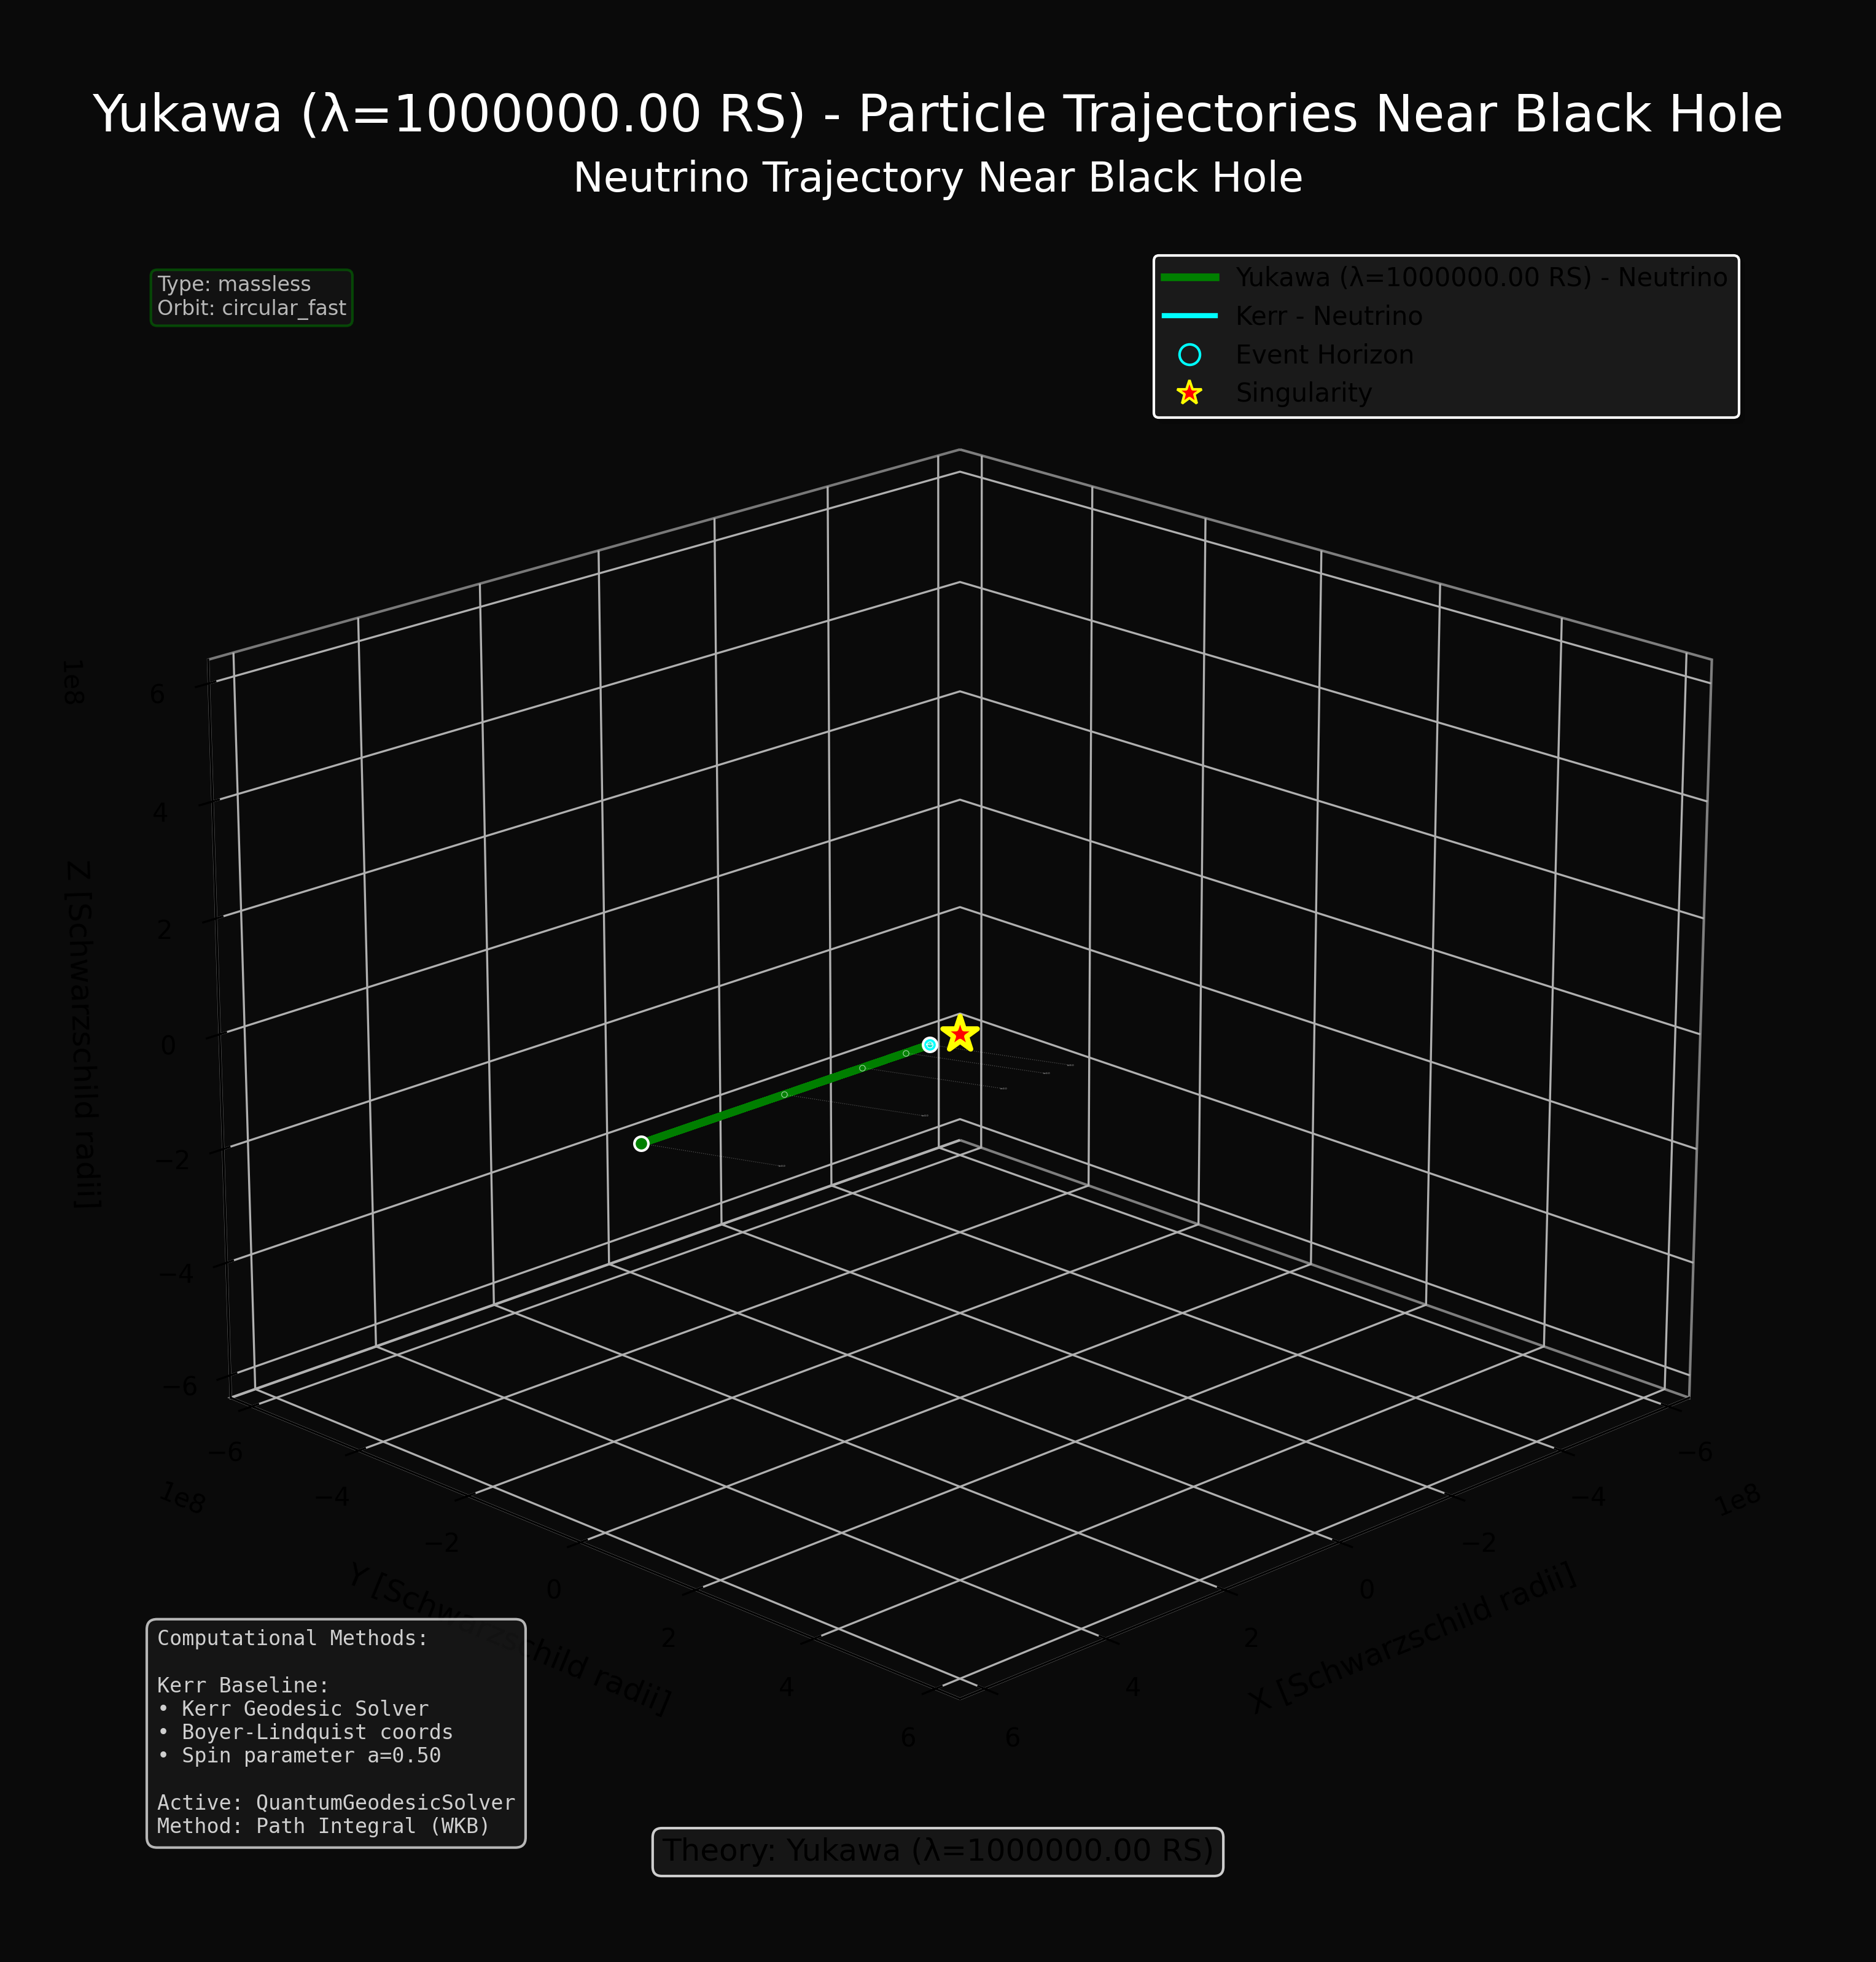 Yukawa (λ=1000000.00 RS) - Particle Trajectories Near Black Hole
Neutrino Trajectory Near Black Hole
Type: massless
Orbit: circular_fast
Yukawa (λ=1000000.00 RS) - Neutrino
Kerr - Neutrino
Event Horizon
Singularity
1e8
6
4
2
0
−2
−4
−6
Z [Schwarzschild radii]
−6
−4
−2
0
2
4
6
1e8
Y [Schwarzschild radii]
6
4
2
0
−2
−4
−6
1e8
X [Schwarzschild radii]
Computational Methods:
Kerr Baseline:
• Kerr Geodesic Solver
• Boyer-Lindquist coords
• Spin parameter a=0.50
Active: QuantumGeodesicSolver
Method: Path Integral (WKB)
Theory: Yukawa (λ=1000000.00 RS)